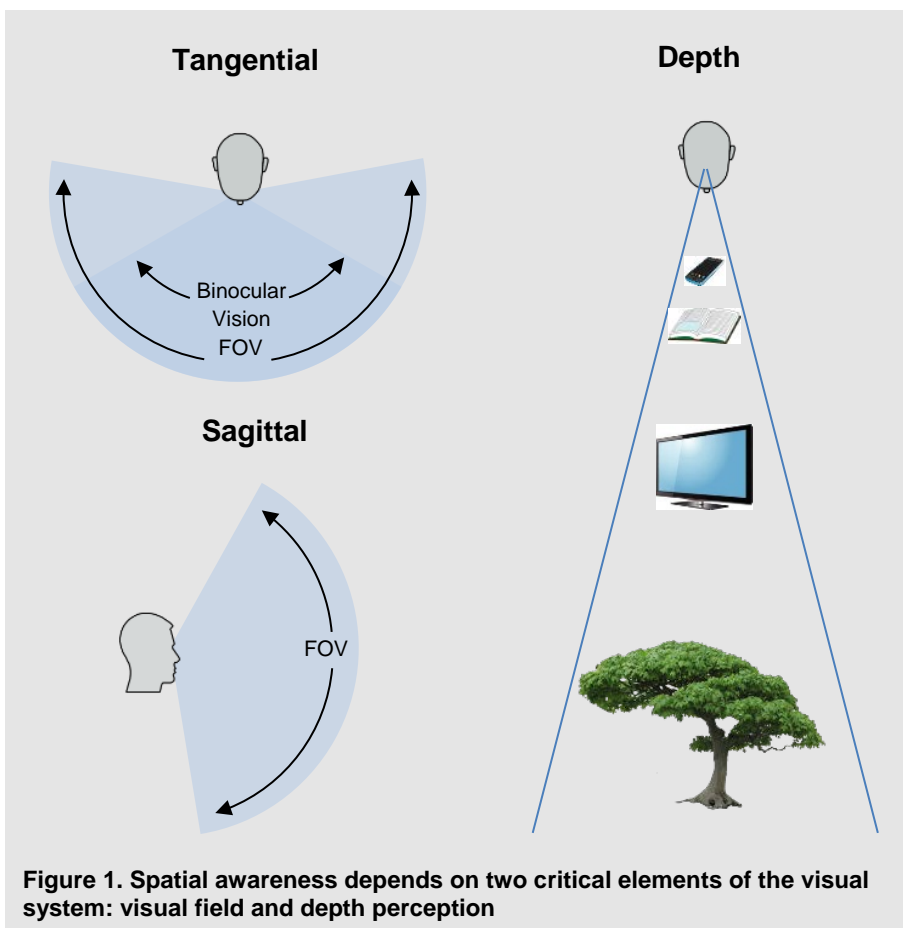 Tangential
Binocular
Vision
FOV
Sagittal
FOV
Depth
Figure 1. Spatial awareness depends on two critical elements of the visual
system: visual field and depth perception